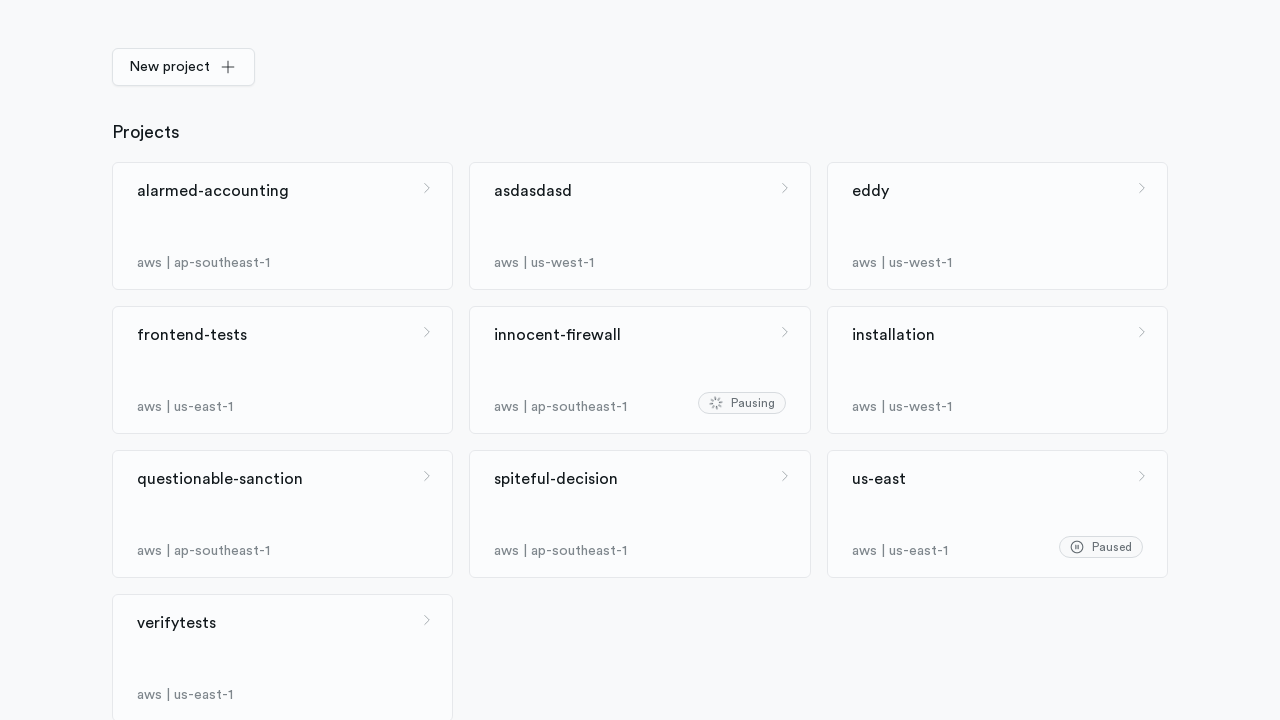 New project
Projects
alarmed-accounting
aws | ap-southeast-1
asdasdasd
aws | us-west-1
eddy
aws | us-west-1
frontend-tests
aws | us-east-1
innocent-firewall
aws | ap-southeast-1
Pausing
installation
aws | us-west-1
questionable-sanction
aws | ap-southeast-1
spiteful-decision
aws | ap-southeast-1
us-east
aws | us-east-1
Paused
verifytests
aws | us-east-1